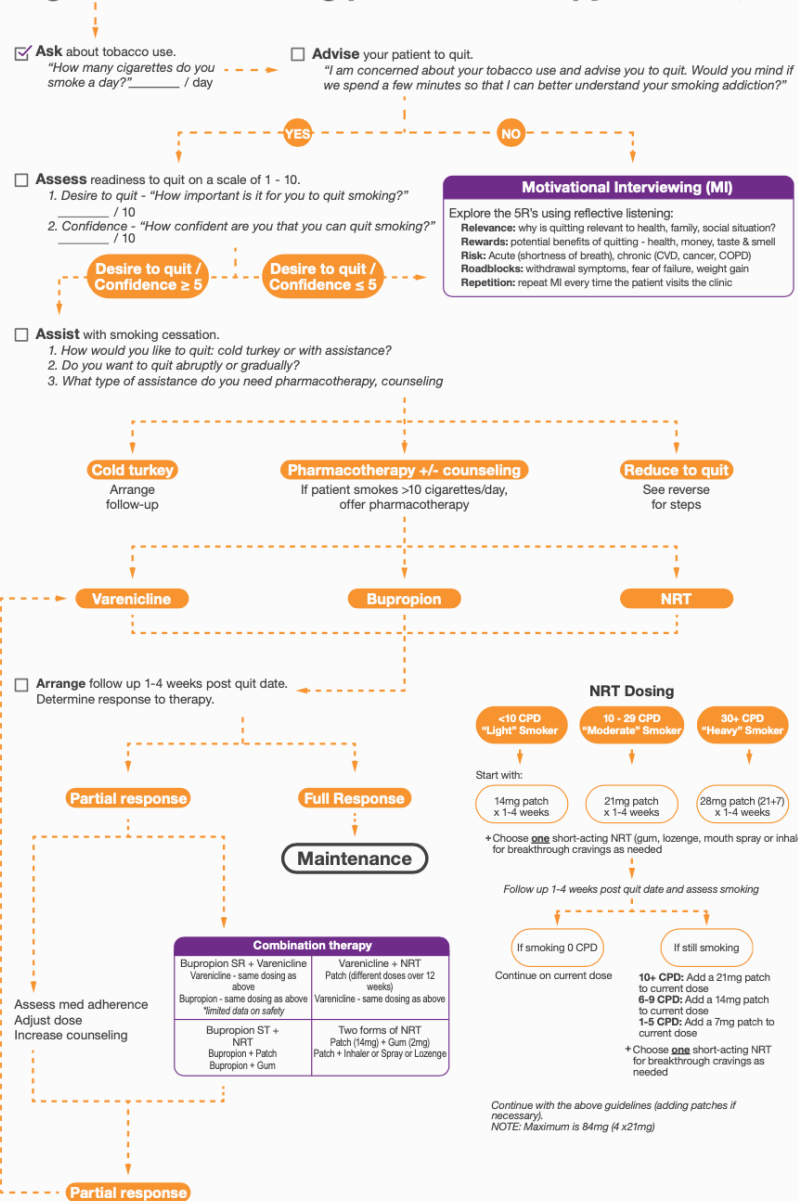 Ask about tobacco use.
“How many cigarettes do you
smoke a day?”_______ / day
Advise your patient to quit.
“I am concerned about your tobacco use and advise you to quit. Would you mind if
we spend a few minutes so that I can better understand your smoking addiction?”
YES
NO
Assess readiness to quit on a scale of 1 - 10.
1. Desire to quit - “How important is it for you to quit smoking?”
_______ / 10
2. Confidence - “How confident are you that you can quit smoking?”
_______ / 10
Desire to quit /
Confidence ≥ 5
Desire to quit /
Confidence ≤ 5
Motivational Interviewing (MI)
Explore the 5R’s using reflective listening:
Relevance: why is quitting relevant to health, family, social situation?
Rewards: potential benefits of quitting - health, money, taste & smell
Risk: Acute (shortness of breath), chronic (CVD, cancer, COPD)
Roadblocks: withdrawal symptoms, fear of failure, weight gain
Repetition: repeat MI every time the patient visits the clinic
Assist with smoking cessation.
1. How would you like to quit: cold turkey or with assistance?
2. Do you want to quit abruptly or gradually?
3. What type of assistance do you need pharmacotherapy, counseling
Cold turkey
Arrange
follow-up
Pharmacotherapy +/- counseling
If patient smokes >10 cigarettes/day,
offer pharmacotherapy
Reduce to quit
See reverse
for steps
Varenicline
Bupropion
NRT
Arrange follow up 1-4 weeks post quit date.
Determine response to therapy.
Partial response
Full Response
Maintenance
Assess med adherence
Adjust dose
Increase counseling
Combination therapy
Bupropion SR + Varenicline
Varenicline - same dosing as
above
Bupropion - same dosing as above
*limited data on safety
Varenicline + NRT
Patch (different doses over 12
weeks)
Varenicline - same dosing as above
Bupropion ST +
NRT
Bupropion + Patch
Bupropion + Gum
Two forms of NRT
Patch (14mg) + Gum (2mg)
Patch + Inhaler or Spray or Lozenge
Partial response
NRT Dosing
<10 CPD
“Light” Smoker
10 - 29 CPD
“Moderate” Smoker
30+ CPD
“Heavy” Smoker
Start with:
14mg patch
x 1-4 weeks
21mg patch
x 1-4 weeks
28mg patch (21+7)
x 1-4 weeks
+ Choose one short-acting NRT (gum, lozenge, mouth spray or inhale
for breakthrough cravings as needed
Follow up 1-4 weeks post quit date and assess smoking
If smoking 0 CPD
Continue on current dose
If still smoking
10+ CPD: Add a 21mg patch
to current dose
6-9 CPD: Add a 14mg patch
to current dose
1-5 CPD: Add a 7mg patch to
current dose
+ Choose one short-acting NRT
for breakthrough cravings as
needed
Continue with the above guidelines (adding patches if
necessary).
NOTE: Maximum is 84mg (4 x21mg)